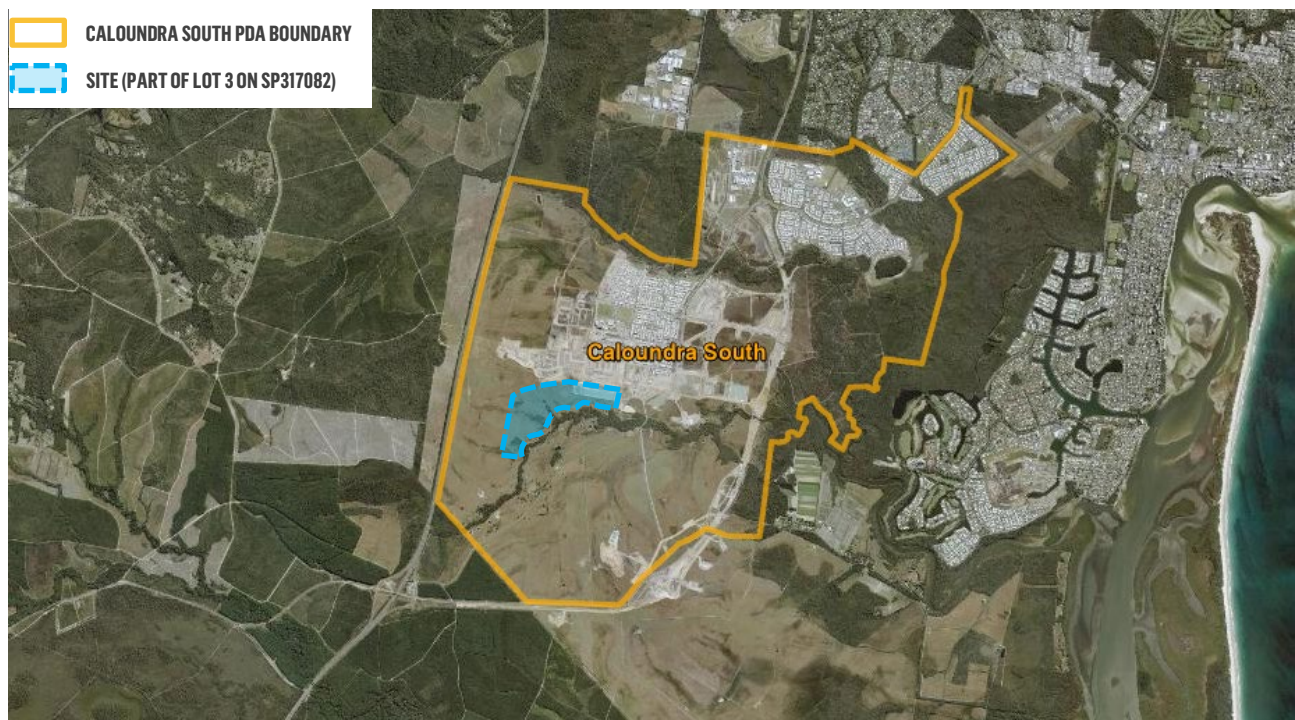 CALOUNDRA SOUTH PDA BOUNDARY
SITE (PART OF LOT 3 ON SP317082)
Caloundra South